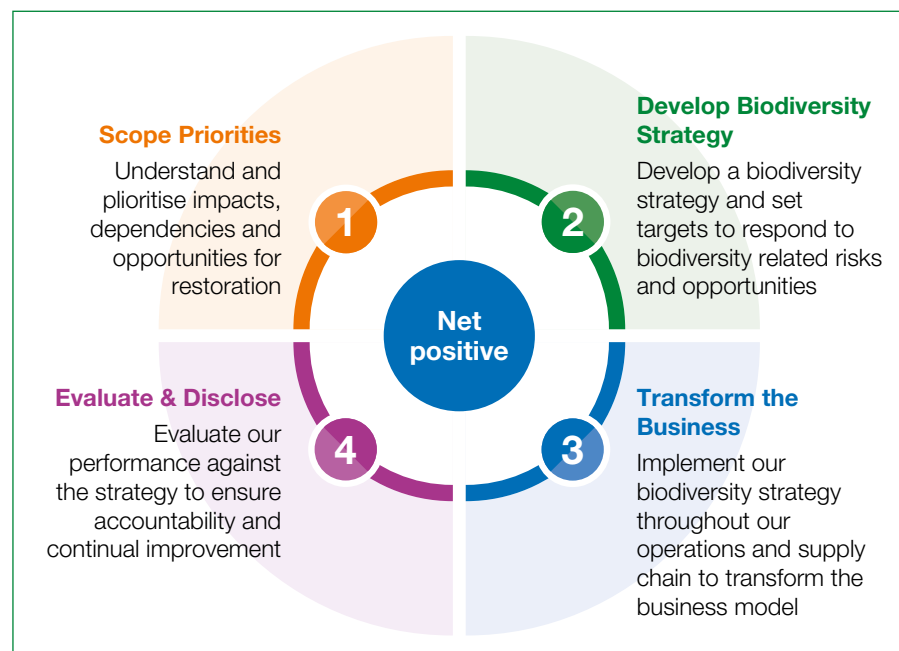 Scope Priorities
Understand and
plioritise impacts,
dependencies and
opportunities for
restoration
1
Develop Biodiversity
Strategy
Develop a biodiversity
strategy and set
targets to respond to
biodiversity related risks
and opportunities
2
Net
positive
Transform the
Business
Implement our
biodiversity strategy
throughout our
operations and supply
chain to transform the
business model
3
Evaluate & Disclose
Evaluate our
performance against
the strategy to ensure
accountability and
continual improvement
4